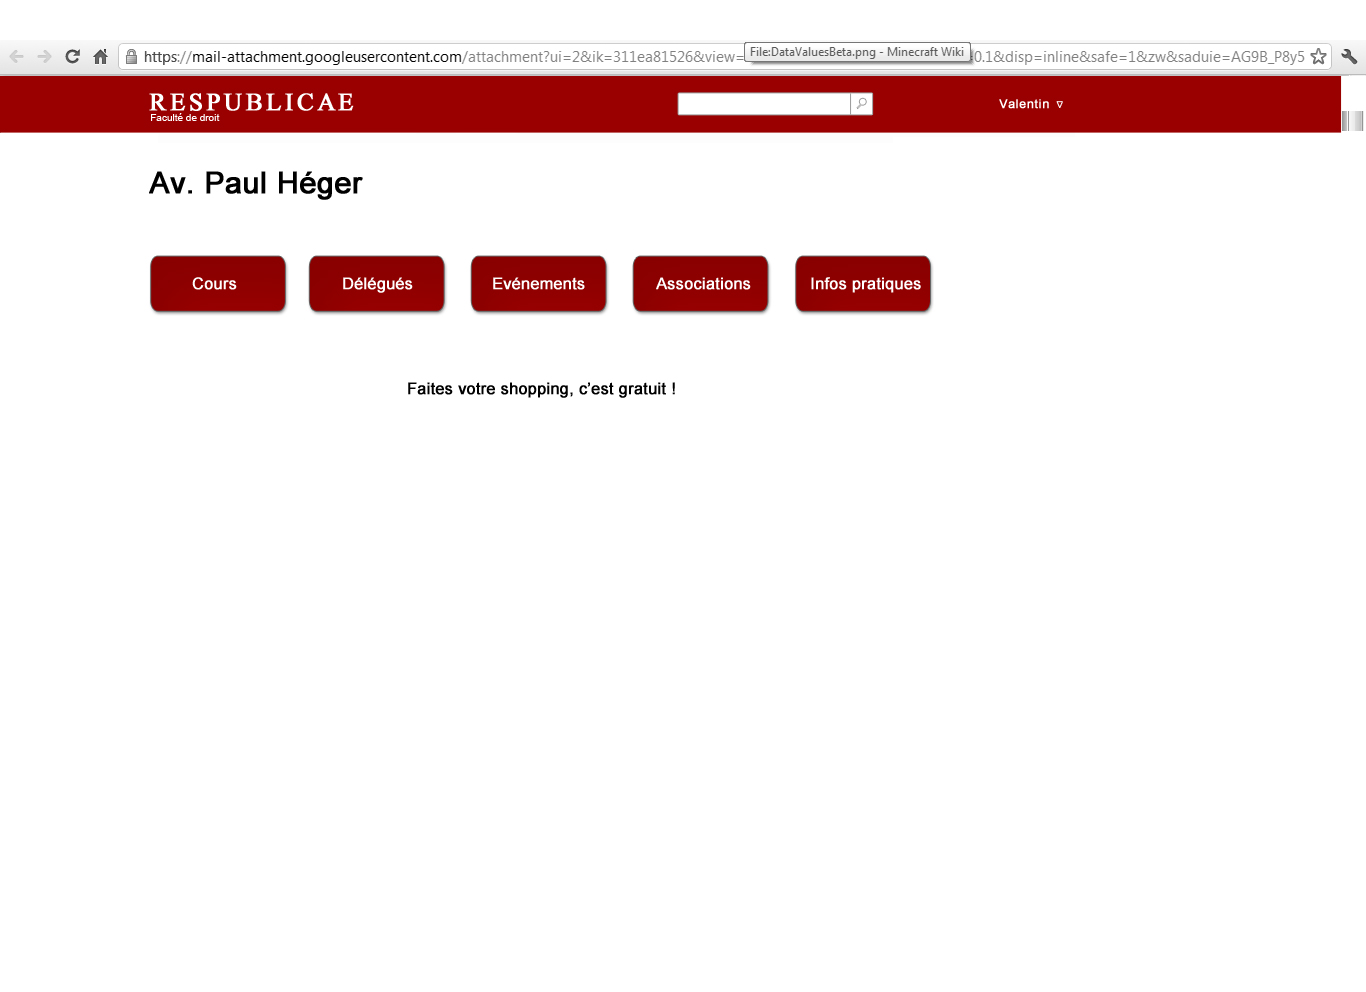 https://mail-attachment.googleusercontent.com/attachment?ui=2&ik=311ea81526&view= File:DataValuesBeta.png - Minecraft Wiki 0.1&disp=inline&safe=1&zw&saduie=AG9B_P8y5
RESPUBLICAE
Faculté de droit
Valentin
Av. Paul Héger
Cours Délégués Evénements Associations Infos pratiques
Faites votre shopping, c'est gratuit !